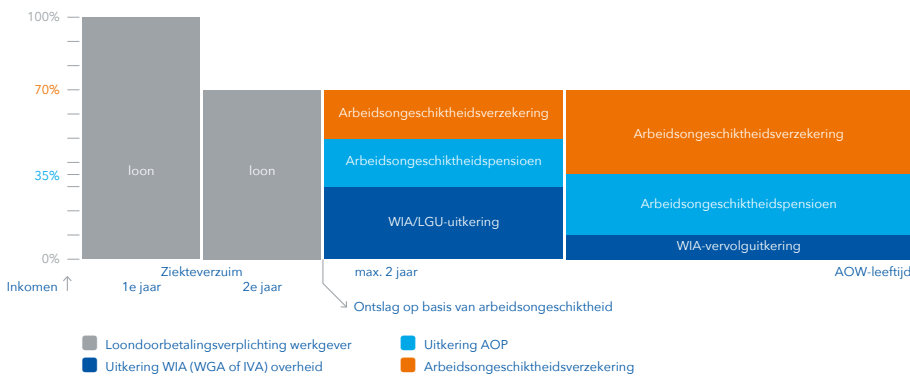 100%
70%
35%
0%
loon
loon
Arbeidsongeschiktheidsverzekering
Arbeidsongeschiktheidspensioen
WIA/LGU-uitkering
Arbeidsongeschiktheidsverzekering
Arbeidsongeschiktheidspensioen
WIA-vervolguitkering
Ziekteverzuim
max. 2 jaar
AOW-leeftijd
Inkomen
1e jaar
2e jaar
Ontslag op basis van arbeidsongeschiktheid
Loondoorbetalingsverplichting werkgever
Uitkering AOP
Uitkering WIA (WGA of IVA) overheid
Arbeidsongeschiktheidsverzekering